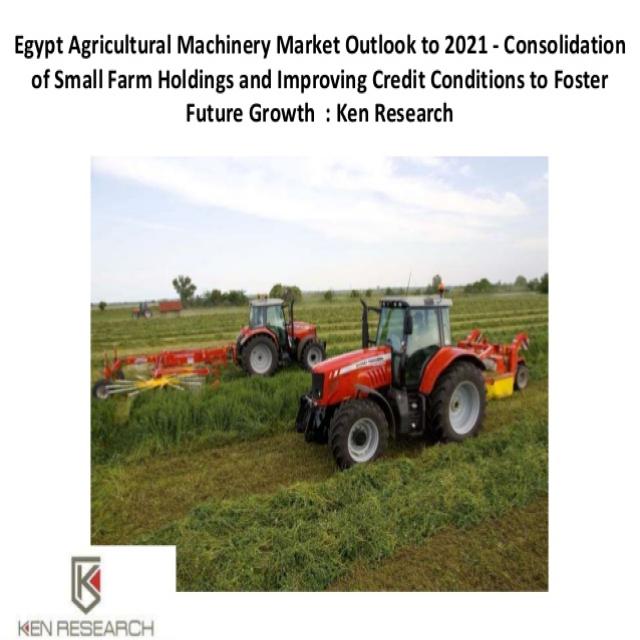 Egypt Agricultural Machinery Market Outlook to 2021 - Consolidation
of Small Farm Holdings and Improving Credit Conditions to Foster
Future Growth  : Ken Research
KEN RESEARCH